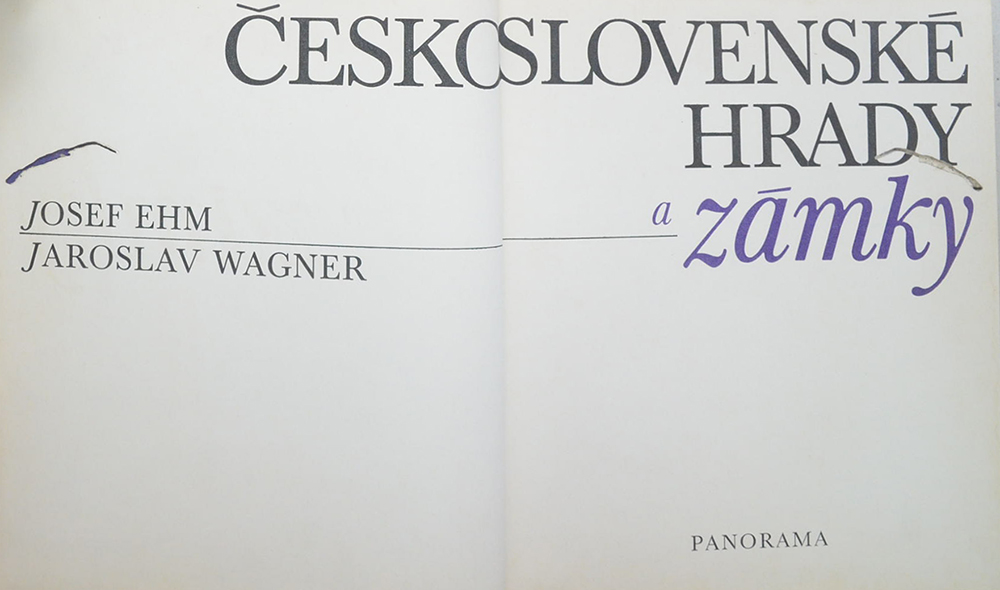 ČESKOSLOVENSKÉ
HRADY
a zámky
JOSEF EHM
JAROSLAV WAGNER
PANORAMA